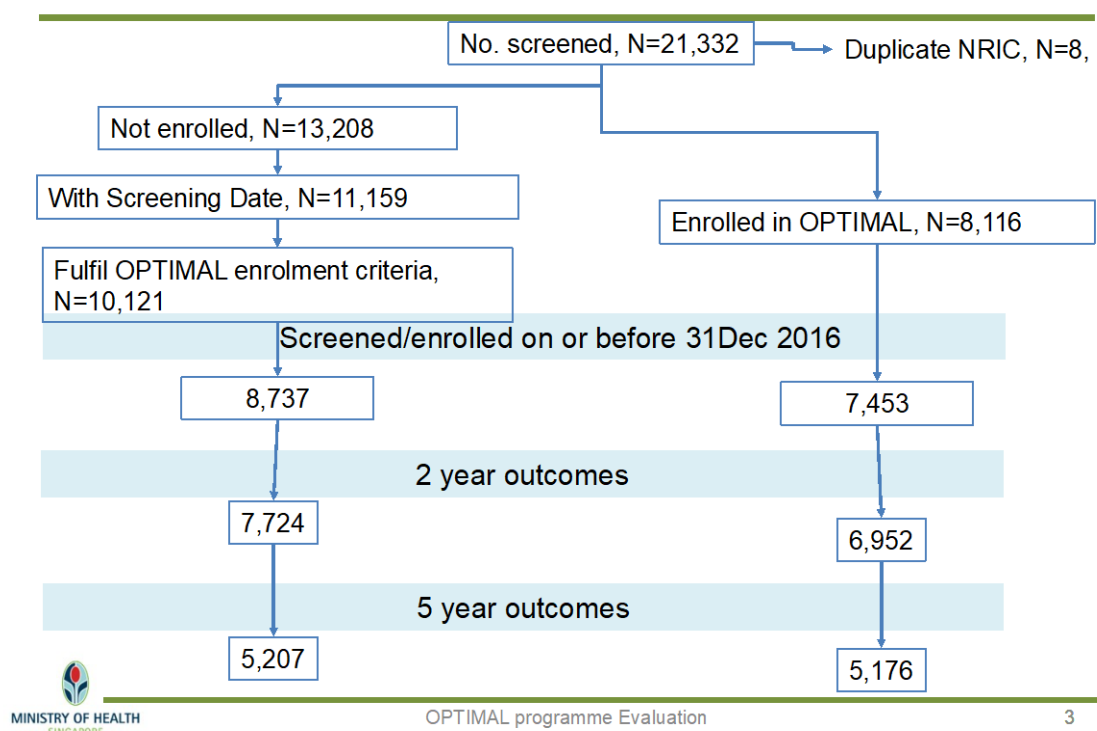 No. screened, N=21,332
Duplicate NRIC, N=8,
Not enrolled, N=13,208
With Screening Date, N=11,159
Enrolled in OPTIMAL, N=8,116
Fulfil OPTIMAL enrolment criteria,
N=10,121
Screened/enrolled on or before 31Dec 2016
8,737
7,453
2 year outcomes
7,724
6,952
5 year outcomes
5,207
5,176
MINISTRY OF HEALTH
SINGAPORE
OPTIMAL programme Evaluation
3